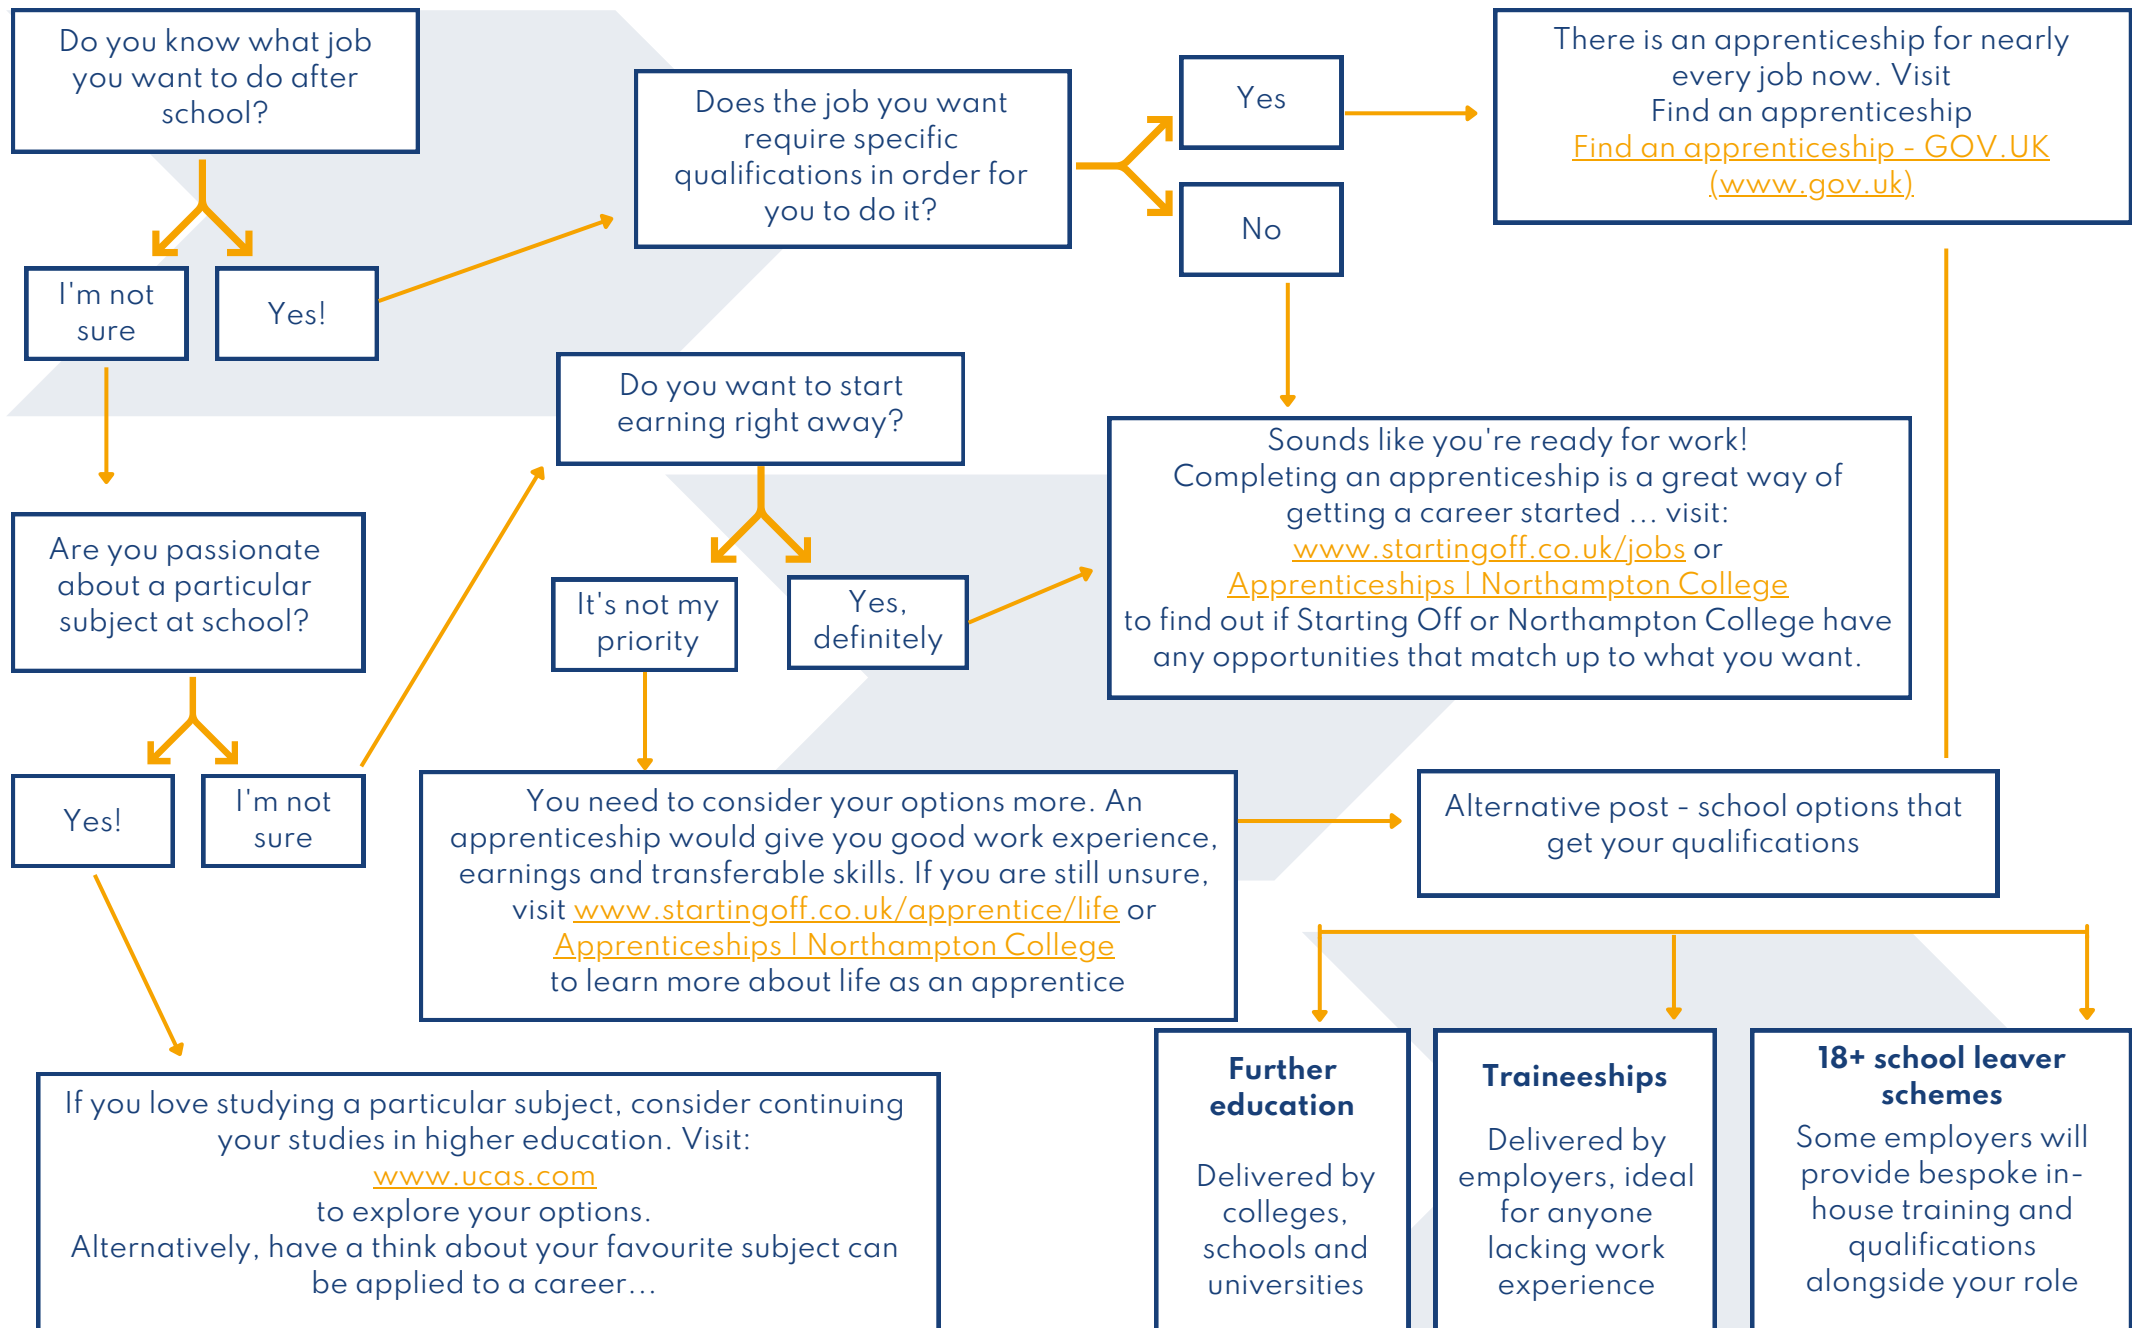 Do you know what job
you want to do after
school?
I'm not
sure
Yes!
Does the job you want
require specific
qualifications in order for
you to do it?
Yes
No
There is an apprenticeship for nearly
every job now. Visit
Find an apprenticeship
Find an apprenticeship - GOV.UK
(www.gov.uk)
Are you passionate
about a particular
subject at school?
Yes!
I'm not
sure
Do you want to start
earning right away?
It's not my
priority
Yes,
definitely
Sounds like you're ready for work!
Completing an apprenticeship is a great way of
getting a career started ... visit:
www.startingoff.co.uk/jobs or
Apprenticeships | Northampton College
to find out if Starting Off or Northampton College have
any opportunities that match up to what you want.
You need to consider your options more. An
apprenticeship would give you good work experience,
earnings and transferable skills. If you are still unsure,
visit www.startingoff.co.uk/apprentice/life or
Apprenticeships | Northampton College
to learn more about life as an apprentice
Alternative post - school options that
get your qualifications
If you love studying a particular subject, consider continuing
your studies in higher education. Visit:
www.ucas.com
to explore your options.
Alternatively, have a think about your favourite subject can
be applied to a career...
Further
education
Delivered by
colleges,
schools and
universities
Traineeships
Delivered by
employers, ideal
for anyone
lacking work
experience
18+ school leaver
schemes
Some employers will
provide bespoke in-
house training and
qualifications
alongside your role